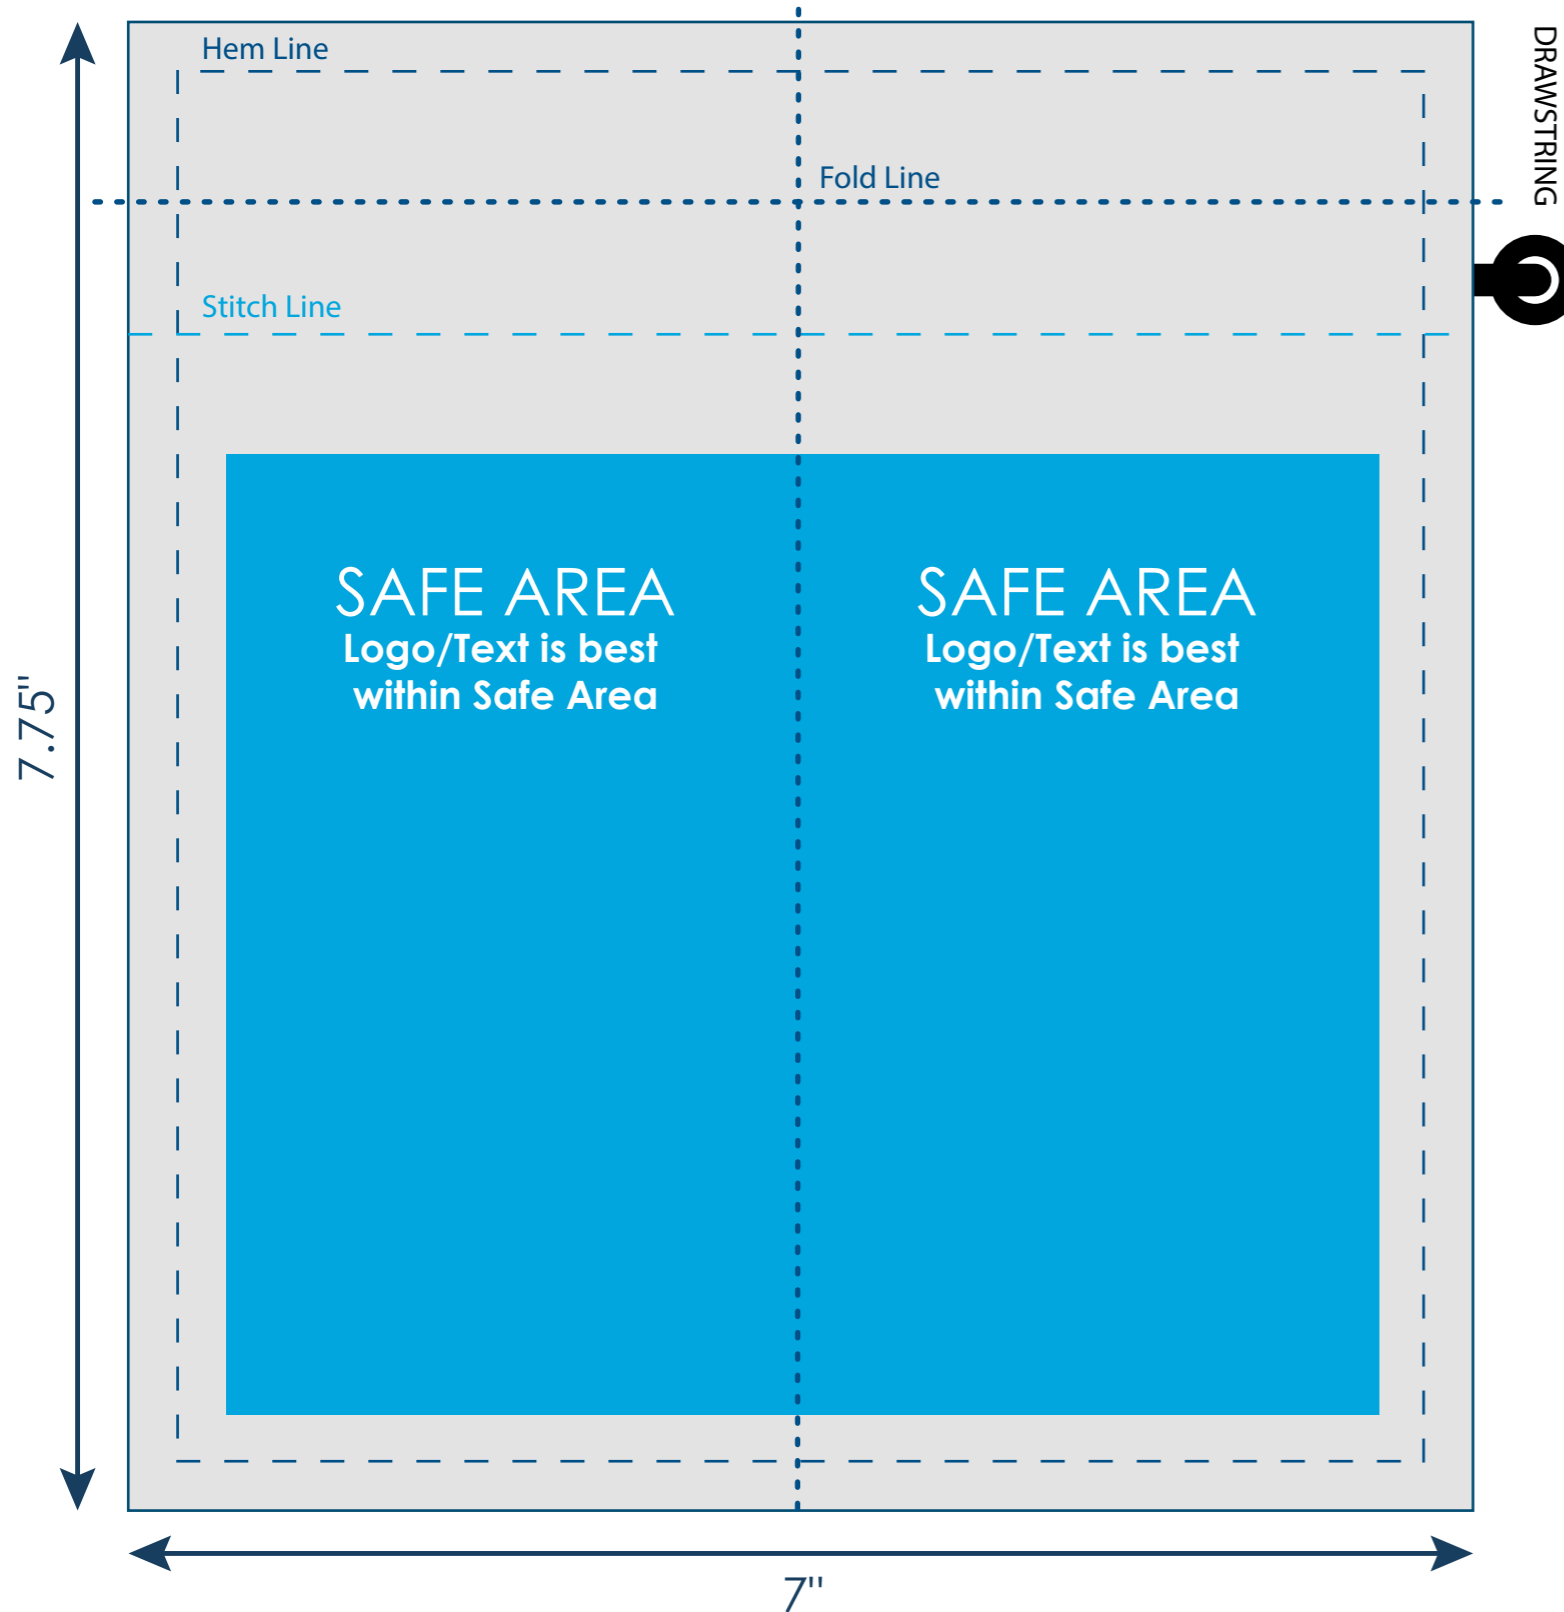 Hem Line
DRAWSTRING
Fold Line
Stitch Line
SAFE AREA
Logo/Text is best
within Safe Area
SAFE AREA
Logo/Text is best
within Safe Area
7.75"
7"